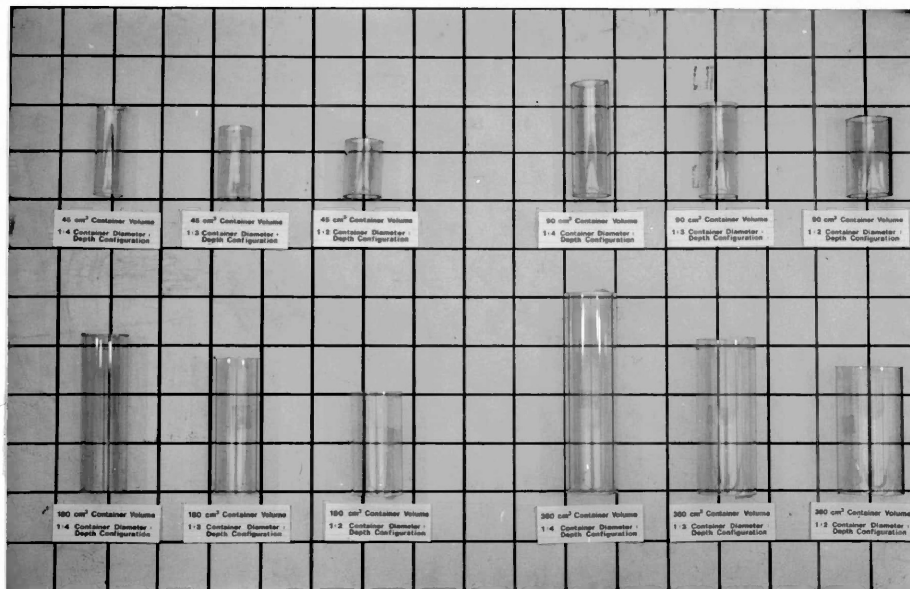 45 cm³ Container Volume
1:4 Container Diameter :
Depth Configuration
45 cm³ Container Volume
1:3 Container Diameter :
Depth Configuration
45 cm³ Container Volume
1:2 Container Diameter :
Depth Configuration
90 cm³ Container Volume
1:4 Container Diameter :
Depth Configuration
90 cm³ Container Volume
1:3 Container Diameter :
Depth Configuration
90 cm³ Container Volume
1:2 Container Diameter :
Depth Configuration
180 cm³ Container Volume
1:4 Container Diameter :
Depth Configuration
180 cm³ Container Volume
1:3 Container Diameter :
Depth Configuration
180 cm³ Container Volume
1:2 Container Diameter :
Depth Configuration
360 cm³ Container Volume
1:4 Container Diameter :
Depth Configuration
360 cm³ Container Volume
1:3 Container Diameter :
Depth Configuration
360 cm³ Container Volume
1:2 Container Diameter :
Depth Configuration